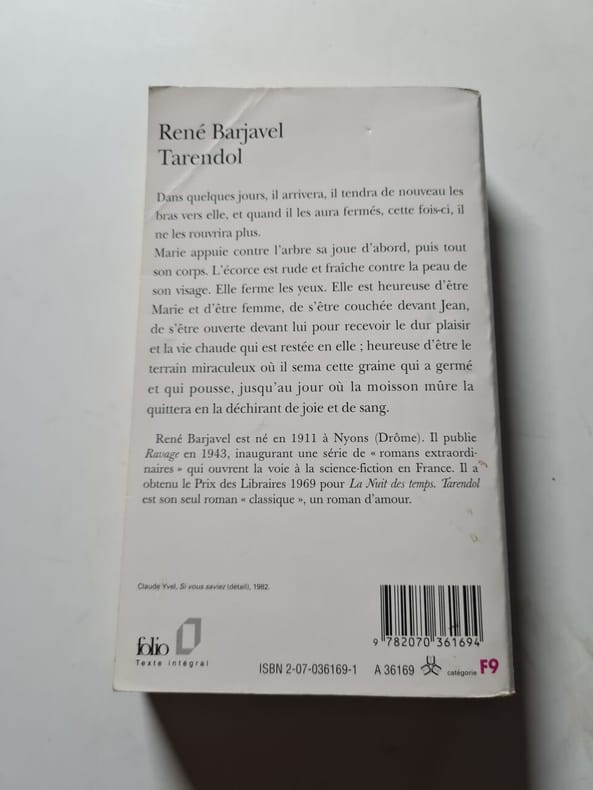 René Barjavel
Tarendol
Dans quelques jours, il arrivera, il tendra de nouveau les
bras vers elle, et quand il les aura fermés, cette fois-ci, il
ne les rouvrira plus.
Marie appuie contre l'arbre sa joue d'abord, puis tout
son corps. L'écorce est rude et fraîche contre la peau de
son visage. Elle ferme les yeux. Elle est heureuse d'être
Marie et d'être femme, de s'être couchée devant Jean,
de s'être ouverte devant lui pour recevoir le dur plaisir
et la vie chaude qui est restée en elle ; heureuse d'être le
terrain miraculeux où il sema cette graine qui a germé
et qui pousse, jusqu'au jour où la moisson mûre la
quittera en la déchirant de joie et de sang.
René Barjavel est né en 1911 à Nyons (Drôme). Il publie
Ravage en 1943, inaugurant une série de « romans extraordi-
naires » qui ouvrent la voie à la science-fiction en France. Il a
obtenu le Prix des Libraires 1969 pour La Nuit des temps. Tarendol
est son seul roman « classique », un roman d'amour.
Claude Yvel, Si vous saviez (détail), 1982.
9 782070 361694
folio
Texte intégral
ISBN 2-07-036169-1 A 36169 catégorie F9